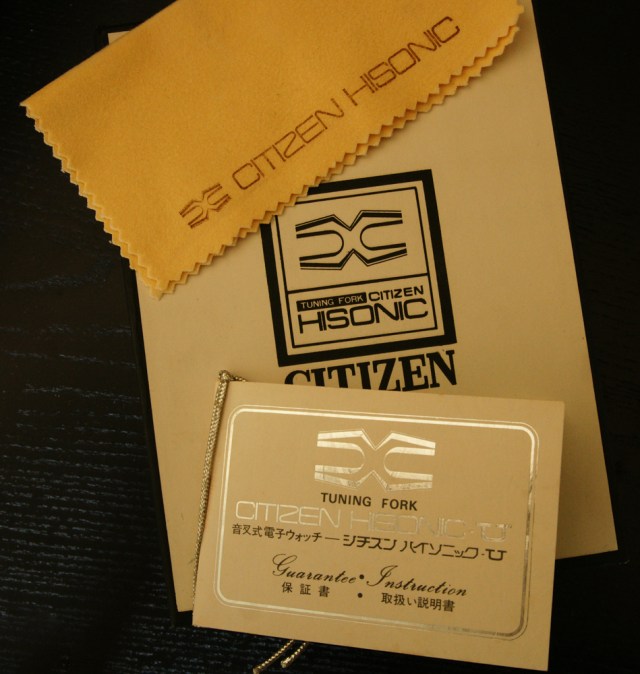 CITIZEN HISONIC
TUNING FORK CITIZEN
HISONIC
CITIZEN
TUNING FORK
CITIZEN HISONIC-U
音叉式電子ウォッチ―シチズン ハイソニック-U
Guarantee • Instruction
保証書 • 取扱い説明書